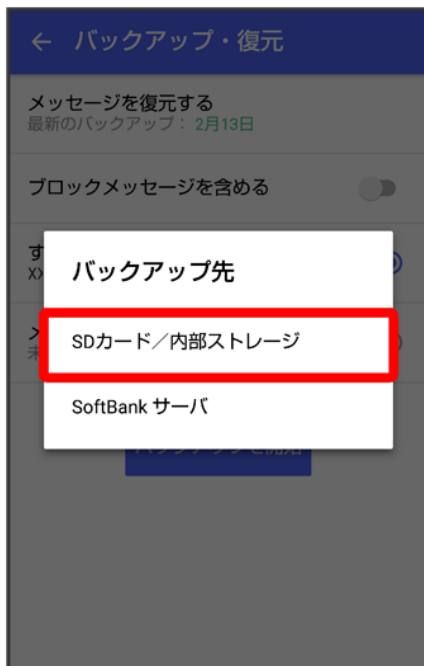 ← バックアップ・復元
メッセージを復元する
最新のバックアップ： 2月13日
ブロックメッセージを含める
バックアップ先
SDカード／内部ストレージ
SoftBank サーバ